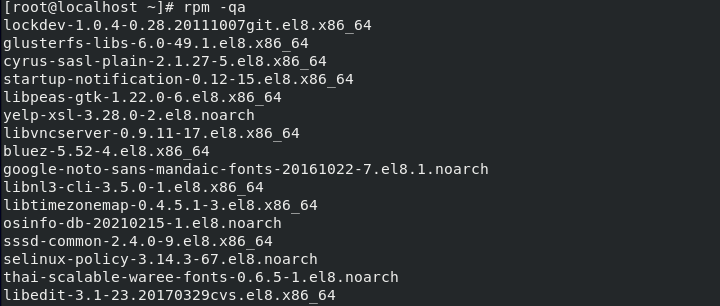 [root@localhost ~]# rpm -qa
lockdev-1.0.4-0.28.20111007git.el8.x86_64
glusterfs-libs-6.0-49.1.el8.x86_64
cyrus-sasl-plain-2.1.27-5.el8.x86_64
startup-notification-0.12-15.el8.x86_64
libpeas-gtk-1.22.0-6.el8.x86_64
yelp-xsl-3.28.0-2.el8.noarch
libvncserver-0.9.11-17.el8.x86_64
bluez-5.52-4.el8.x86_64
google-noto-sans-mandaic-fonts-20161022-7.el8.1.noarch
libnl3-cli-3.5.0-1.el8.x86_64
libtimezonemap-0.4.5.1-3.el8.x86_64
osinfo-db-20210215-1.el8.noarch
sssd-common-2.4.0-9.el8.x86_64
selinux-policy-3.14.3-67.el8.noarch
thai-scalable-waree-fonts-0.6.5-1.el8.noarch
libedit-3.1-23.20170329cvs.el8.x86_64